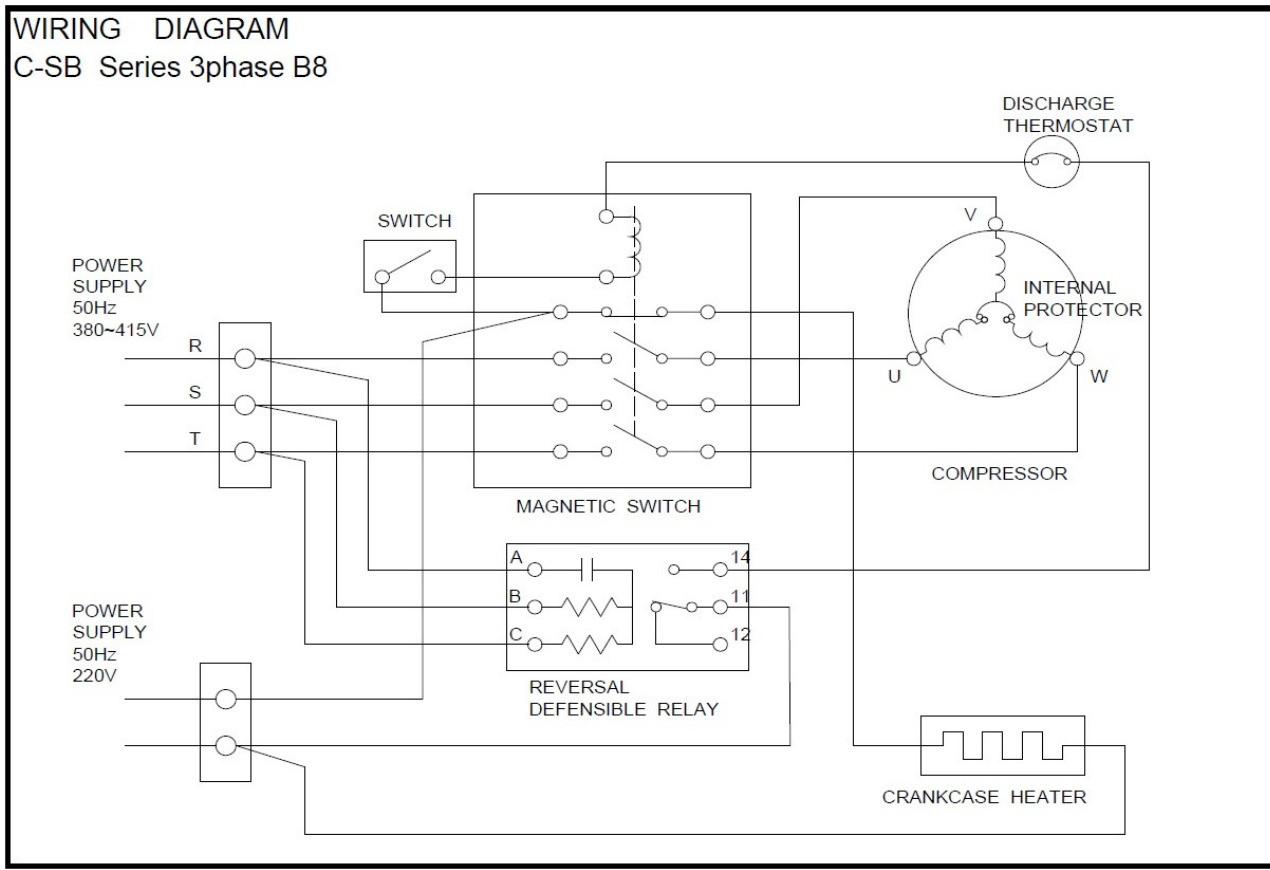 WIRING DIAGRAM
C-SB Series 3phase B8
DISCHARGE
THERMOSTAT
SWITCH
V
POWER
SUPPLY
50Hz
380~415V
INTERNAL
PROTECTOR
R
U
W
S
T
COMPRESSOR
MAGNETIC SWITCH
A
14
B
11
C
12
POWER
SUPPLY
50Hz
220V
REVERSAL
DEFENSIBLE RELAY
CRANKCASE HEATER